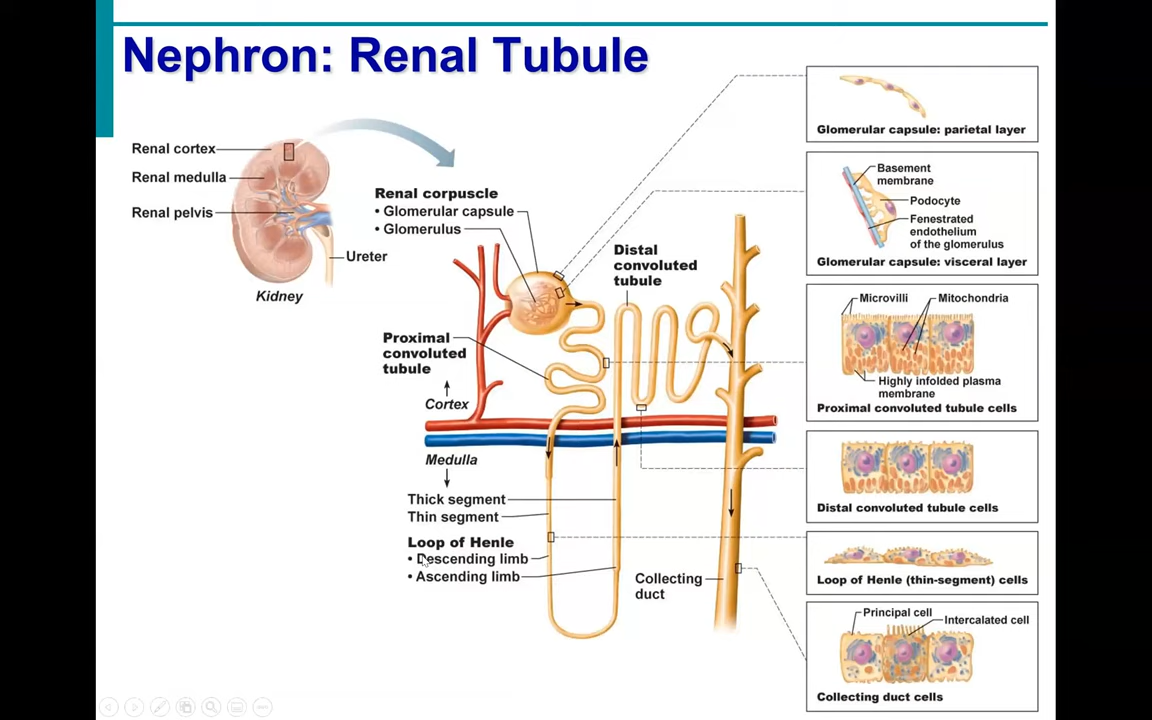 Nephron: Renal Tubule
Renal cortex
Renal medulla
Renal pelvis
Ureter
Kidney
Renal corpuscle
• Glomerular capsule
• Glomerulus
Distal
convoluted
tubule
Proximal
convoluted
tubule
Cortex
Medulla
Thick segment
Thin segment
Loop of Henle
• Descending limb
• Ascending limb
Collecting
duct
Glomerular capsule: parietal layer
Basement
membrane
Podocyte
Fenestrated
endothelium
of the glomerulus
Glomerular capsule: visceral layer
Microvilli
Mitochondria
Highly infolded plasma
membrane
Proximal convoluted tubule cells
Distal convoluted tubule cells
Loop of Henle (thin-segment) cells
Principal cell
Intercalated cell
Collecting duct cells